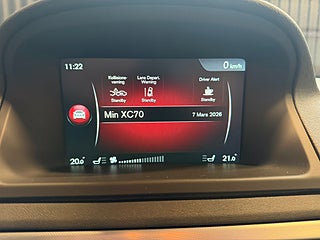 11:22
0 km/h
Kollisions-
varning
Lane Depart.
Warning
Driver Alert
Standby
Standby
Standby
Min XC70
7 Mars 2026
20.0°
21.0°